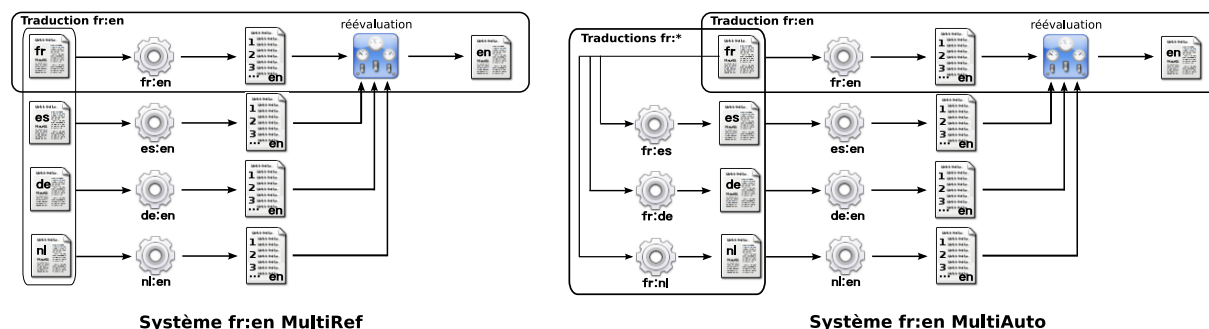 Traduction fr:en
réévaluation
fr
1
2
3
... en
en
fr:en
es
1
2
3
... en
es:en
de
1
2
3
... en
de:en
nl
1
2
3
... en
nl:en
Système fr:en MultiRef
Traduction fr:en
réévaluation
Traductions fr:*
fr
1
2
3
... en
en
fr:en
fr:es
es
1
2
3
... en
es:en
fr:de
de
1
2
3
... en
de:en
fr:nl
nl
1
2
3
... en
nl:en
Système fr:en MultiAuto